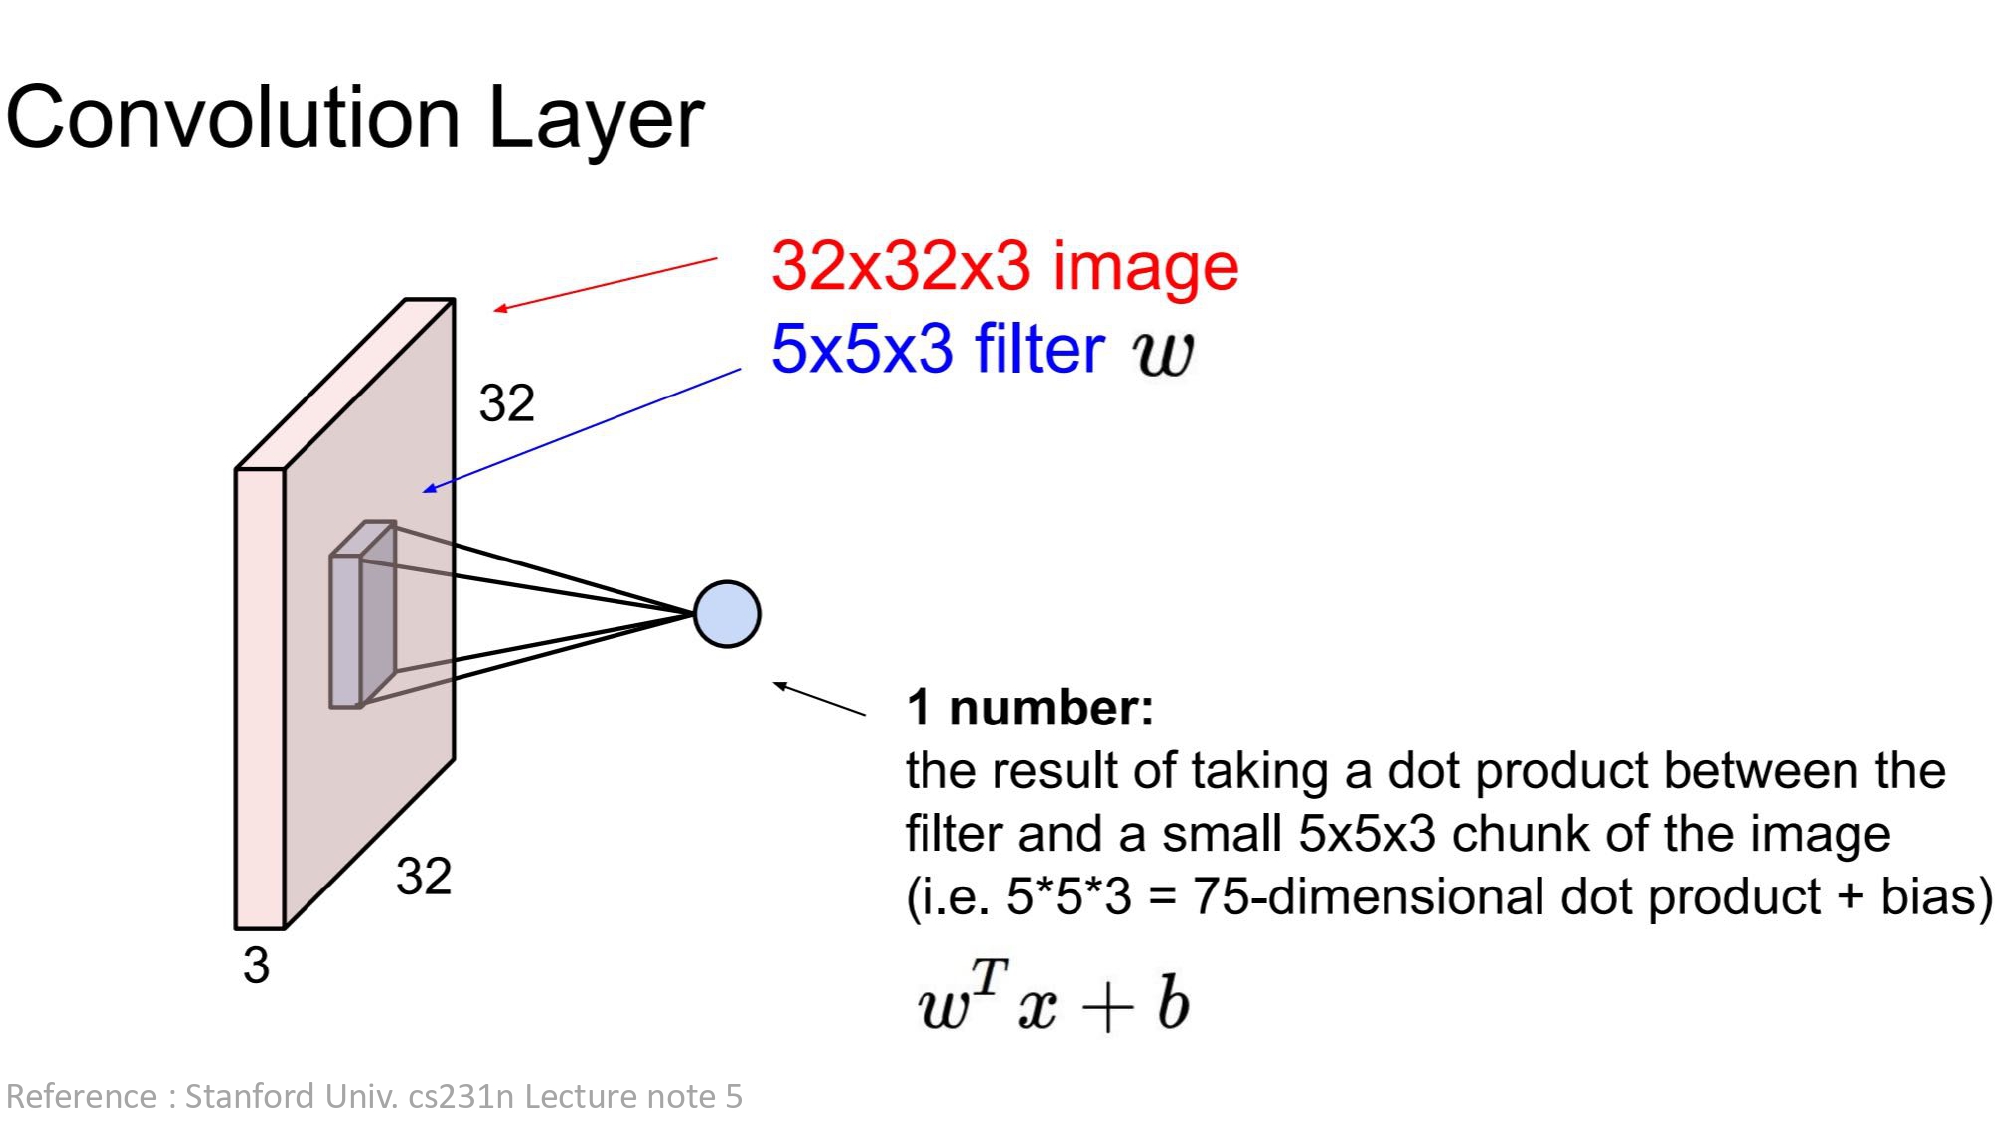 Convolution Layer
32x32x3 image
5x5x3 filter w
32
32
3
1 number:
the result of taking a dot product between the
filter and a small 5x5x3 chunk of the image
(i.e. 5*5*3 = 75-dimensional dot product + bias)
w^T x + b
Reference : Stanford Univ. cs231n Lecture note 5